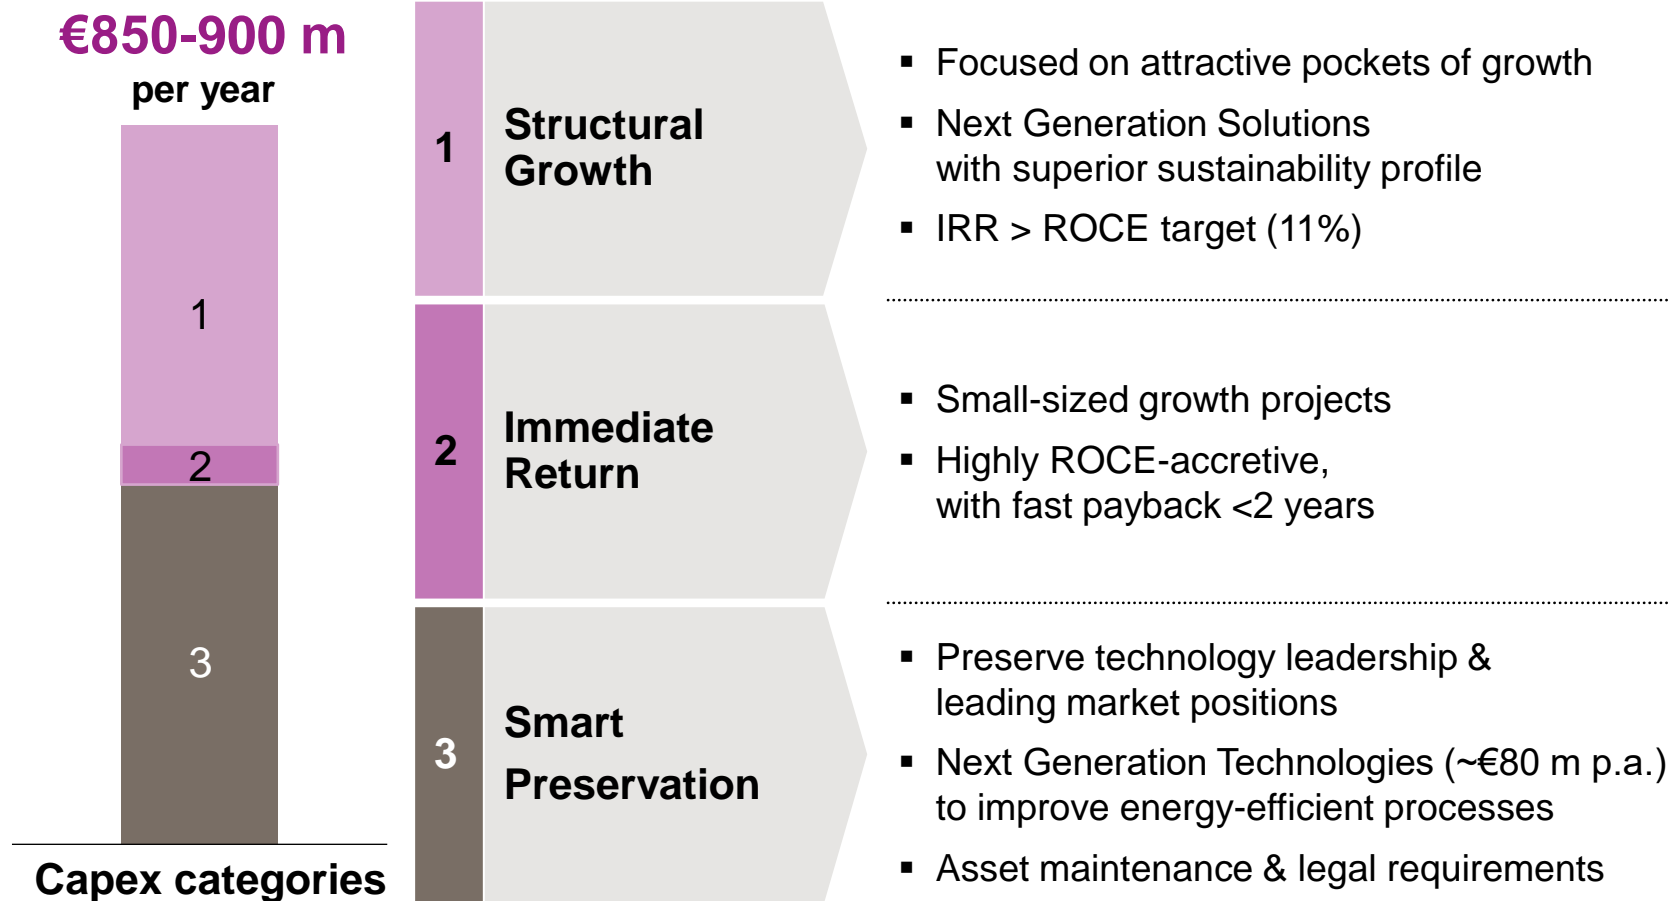 €850-900 m
per year
1
2
3
Capex categories
1
Structural
Growth
▪ Focused on attractive pockets of growth
▪ Next Generation Solutions
with superior sustainability profile
▪ IRR > ROCE target (11%)
2
Immediate
Return
▪ Small-sized growth projects
▪ Highly ROCE-accretive,
with fast payback <2 years
3
Smart
Preservation
▪ Preserve technology leadership &
leading market positions
▪ Next Generation Technologies (~€80 m p.a.)
to improve energy-efficient processes
▪ Asset maintenance & legal requirements